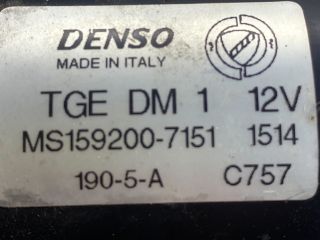 DENSO
MADE IN ITALY
TGE DM 1 12V
MS159200-7151 1514
190-5-A C757